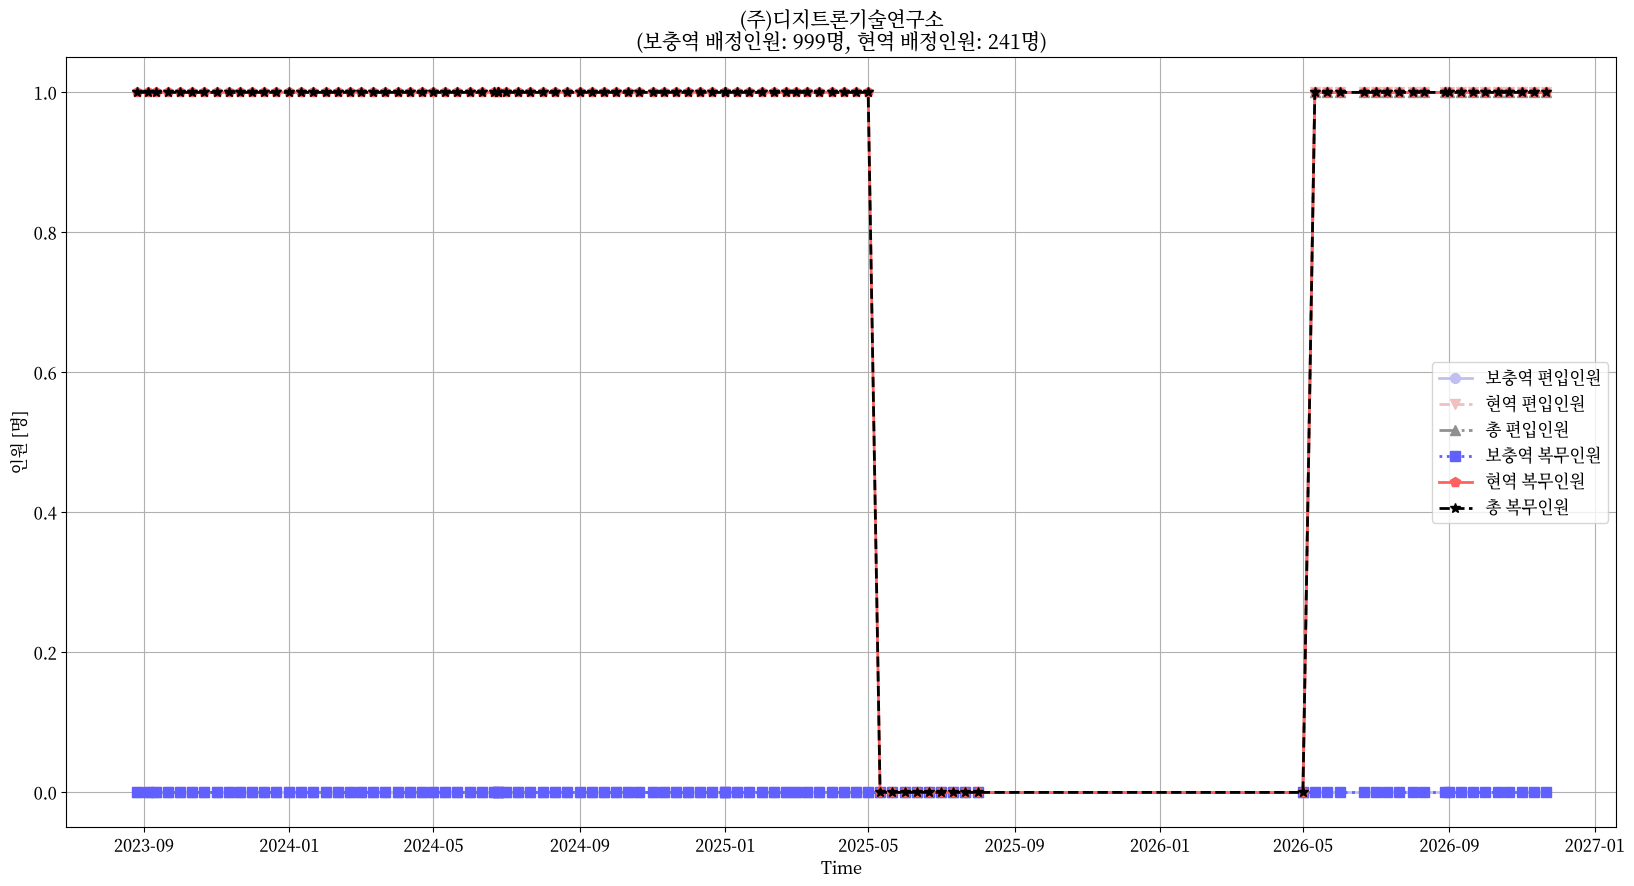 (주)디지트론기술연구소
(보충역 배정인원: 999명, 현역 배정인원: 241명)
인원 [명]
1.0
0.8
0.6
0.4
0.2
0.0
보충역 편입인원
현역 편입인원
총 편입인원
보충역 복무인원
현역 복무인원
총 복무인원
2023-09 2024-01 2024-05 2024-09 2025-01 2025-05 2025-09 2026-01 2026-05 2026-09 2027-01
Time